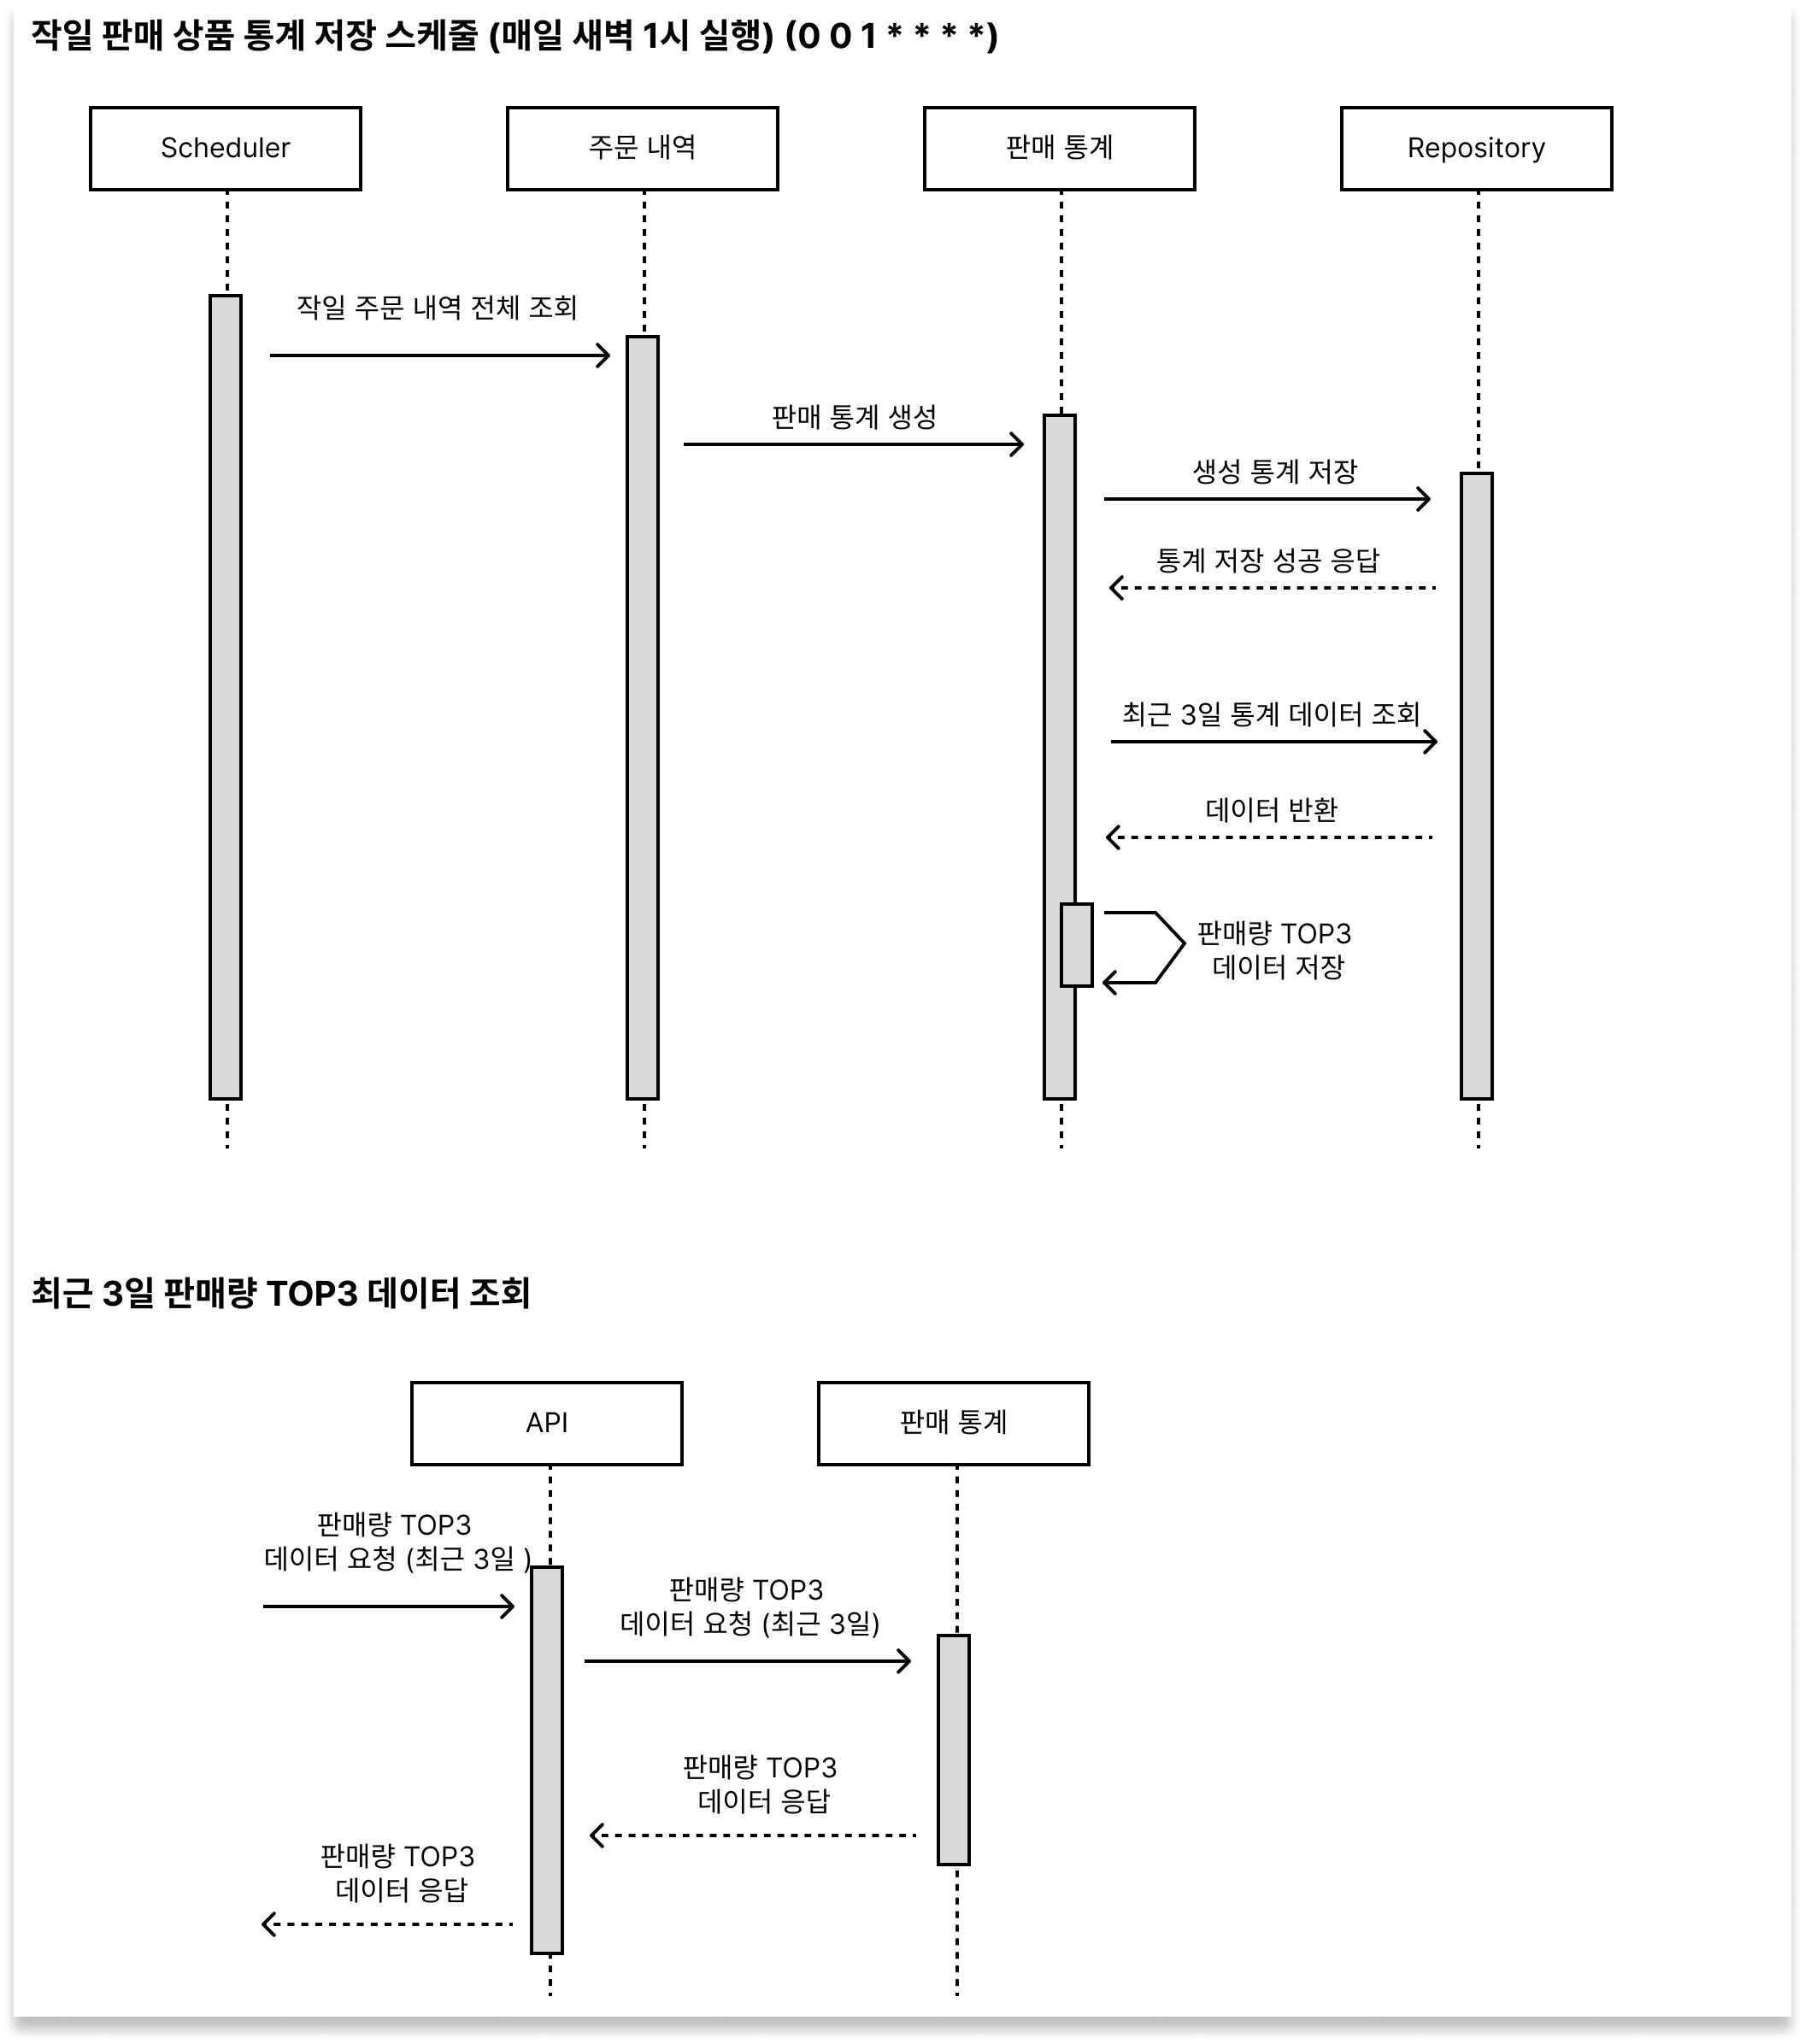 작일 판매 상품 통계 저장 스케줄 (매일 새벽 1시 실행) (0 0 1 * * * *)
Scheduler
주문 내역
판매 통계
Repository
작일 주문 내역 전체 조회
판매 통계 생성
생성 통계 저장
통계 저장 성공 응답
최근 3일 통계 데이터 조회
데이터 반환
판매량 TOP3
데이터 저장
최근 3일 판매량 TOP3 데이터 조회
API
판매 통계
판매량 TOP3
데이터 요청 (최근 3일 )
판매량 TOP3
데이터 요청 (최근 3일)
판매량 TOP3
데이터 응답
판매량 TOP3
데이터 응답